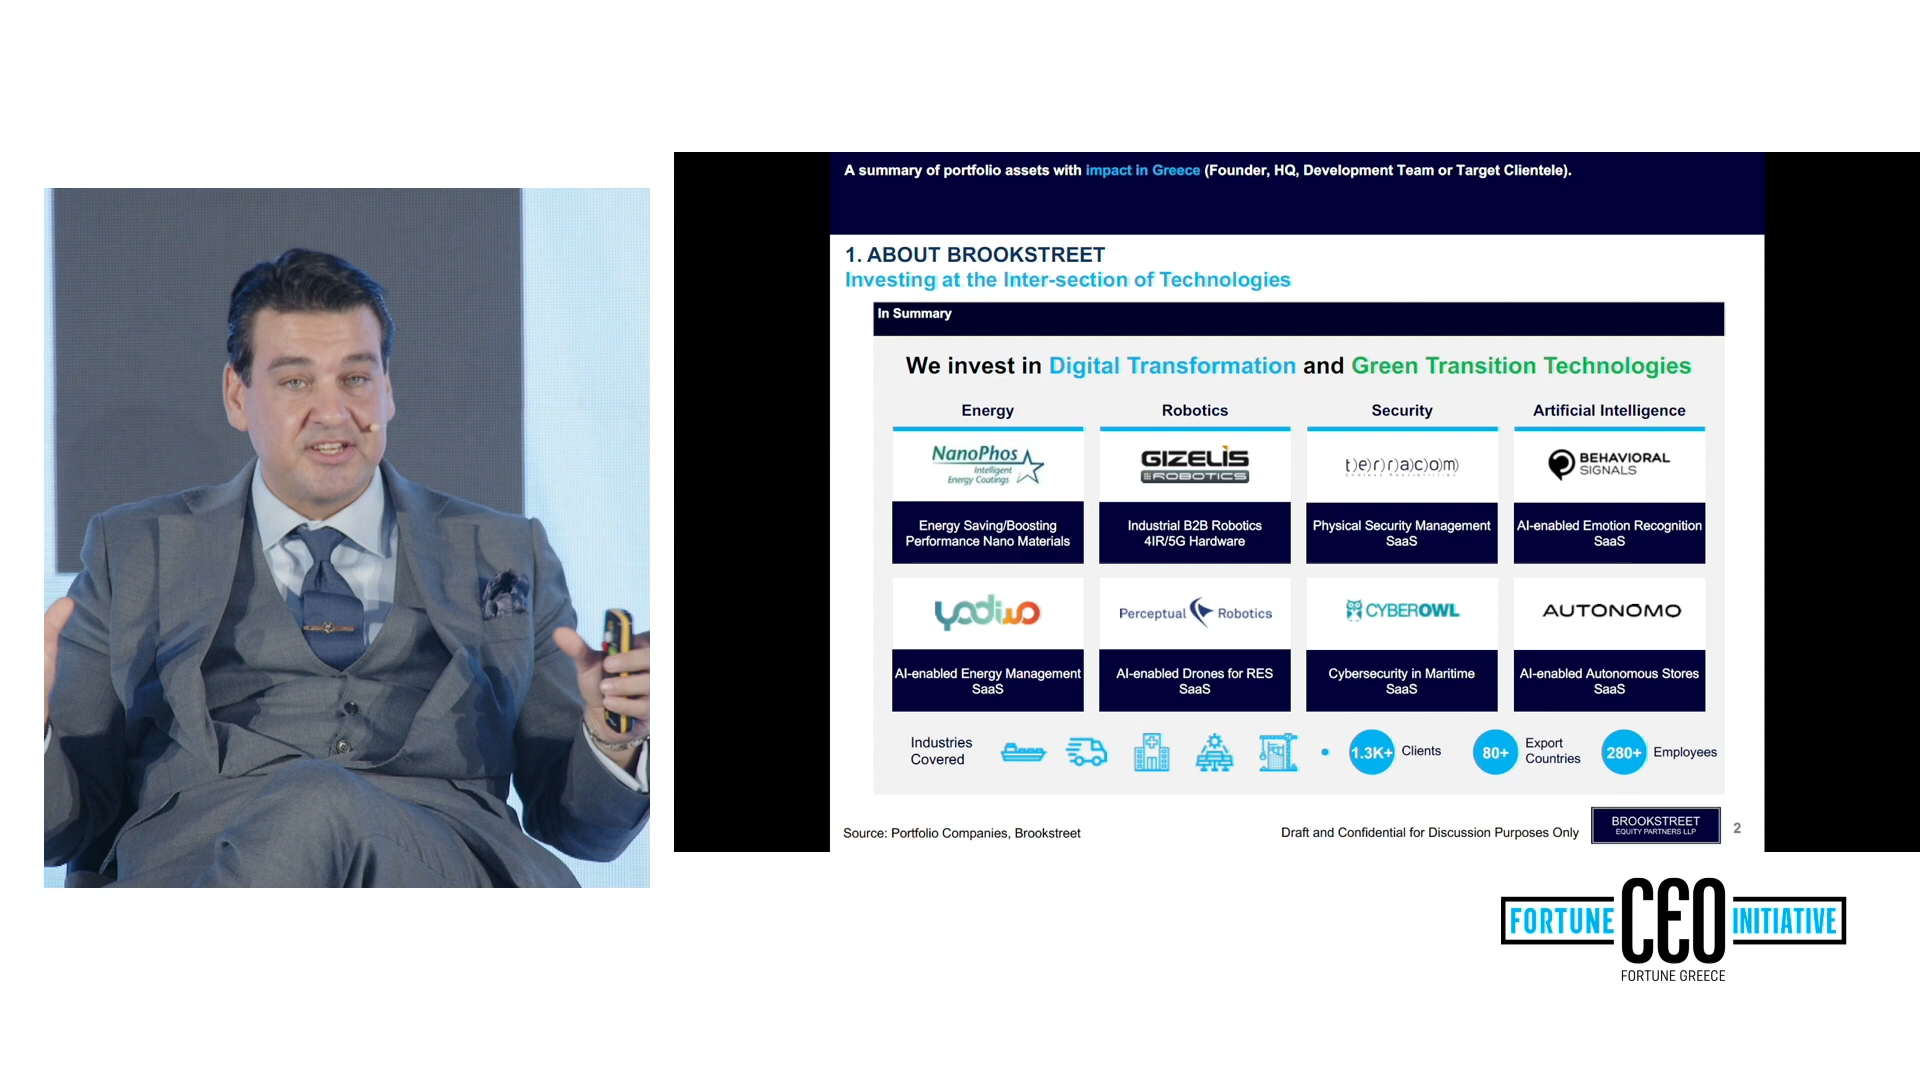 A summary of portfolio assets with impact in Greece (Founder, HQ, Development Team or Target Clientele).
1. ABOUT BROOKSTREET
Investing at the Inter-section of Technologies
In Summary
We invest in Digital Transformation and Green Transition Technologies
Energy
Robotics
Security
Artificial Intelligence
NanoPhos
Intelligent
Energy Coatings
GIZELIS
ROBOTICS
t)e)r)r)a)c)o)m)
BEHAVIORAL
SIGNALS
Energy Saving/Boosting
Performance Nano Materials
Industrial B2B Robotics
4IR/5G Hardware
Physical Security Management
SaaS
AI-enabled Emotion Recognition
SaaS
yodiwo
Perceptual Robotics
CYBEROWL
AUTONOMO
AI-enabled Energy Management
SaaS
AI-enabled Drones for RES
SaaS
Cybersecurity in Maritime
SaaS
AI-enabled Autonomous Stores
SaaS
Industries
Covered
1.3K+ Clients
80+ Export
Countries
280+ Employees
Source: Portfolio Companies, Brookstreet
Draft and Confidential for Discussion Purposes Only
BROOKSTREET
EQUITY PARTNERS LLP
2
FORTUNE CEO INITIATIVE
FORTUNE GREECE